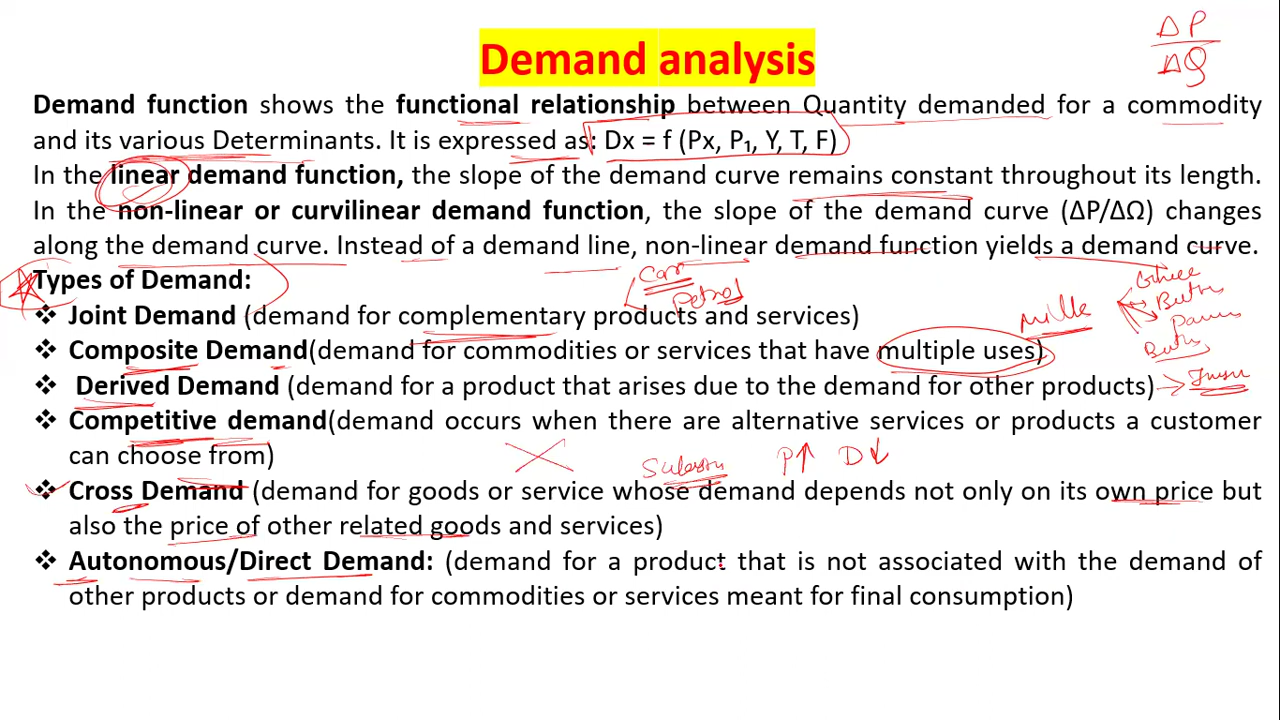 Demand analysis
ΔP
ΔQ
Demand function shows the functional relationship between Quantity demanded for a commodity
and its various Determinants. It is expressed as: Dx = f (Px, P₁, Y, T, F)
In the linear demand function, the slope of the demand curve remains constant throughout its length.
In the non-linear or curvilinear demand function, the slope of the demand curve (ΔP/ΔΩ) changes
along the demand curve. Instead of a demand line, non-linear demand function yields a demand curve.
Types of Demand:
Car
Petrol
❖ Joint Demand (demand for complementary products and services)
❖ Composite Demand(demand for commodities or services that have multiple uses)
❖ Derived Demand (demand for a product that arises due to the demand for other products)
❖ Competitive demand(demand occurs when there are alternative services or products a customer
can choose from)
P↑ D↓
❖ Cross Demand (demand for goods or service whose demand depends not only on its own price but
also the price of other related goods and services)
❖ Autonomous/Direct Demand: (demand for a product that is not associated with the demand of
other products or demand for commodities or services meant for final consumption)